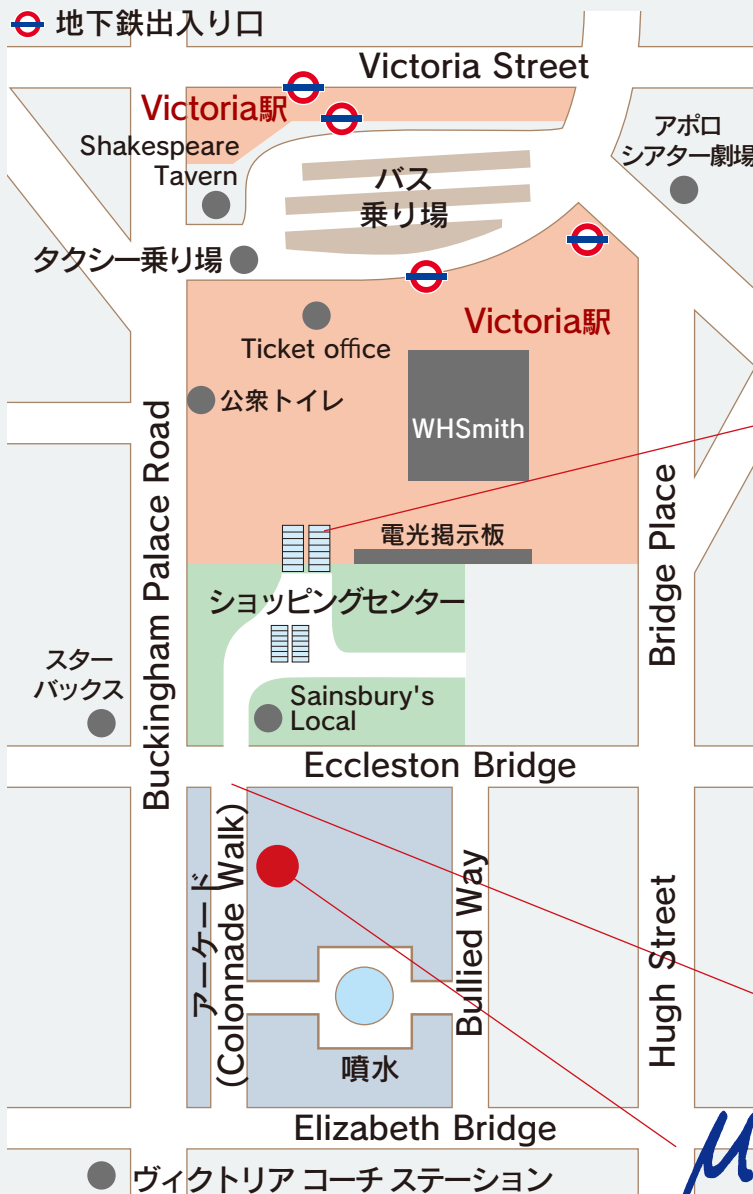 地下鉄出入り口
Victoria Street
Victoria駅
Shakespeare
Tavern
アポロ
シアター劇場
バス
乗り場
タクシー乗り場
Victoria駅
Ticket office
公衆トイレ
WHSmith
電光掲示板
Buckingham Palace Road
Bridge Place
ショッピングセンター
スター
バックス
Sainsbury's
Local
Eccleston Bridge
アーケード
(Colonnade Walk)
Bullied Way
Hugh Street
噴水
Elizabeth Bridge
ヴィクトリア コーチ ステーション